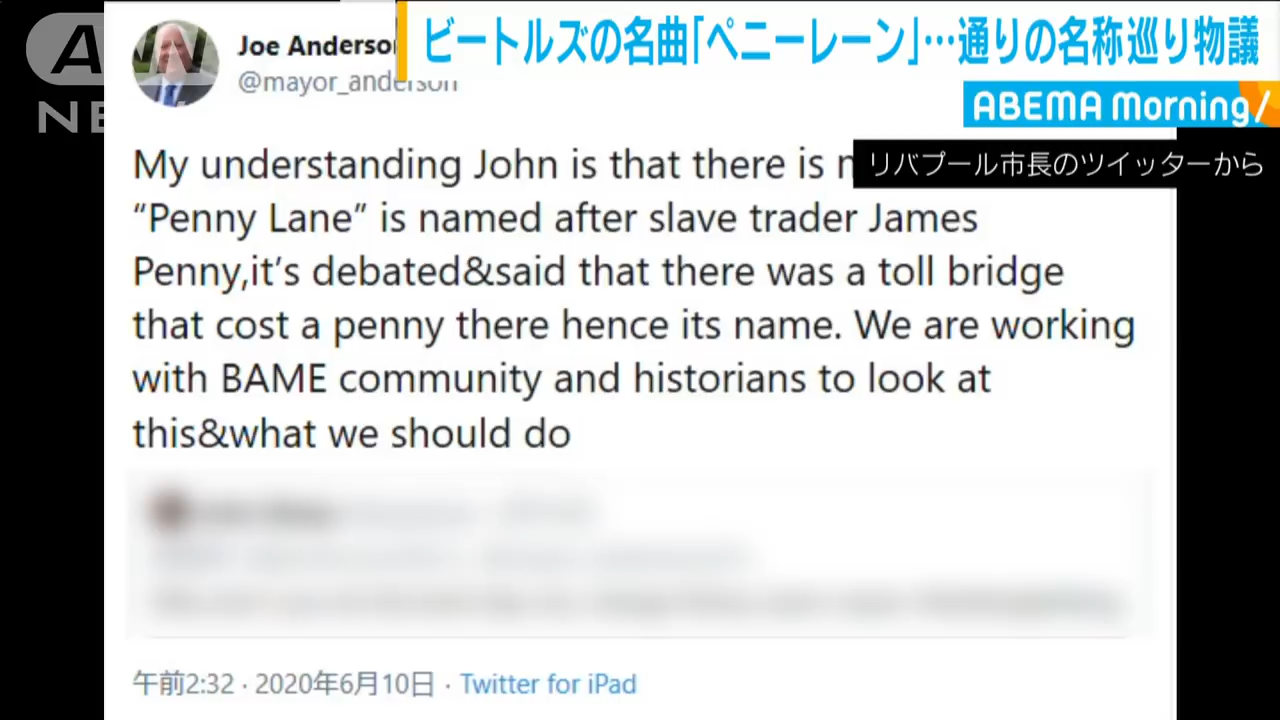 ANN
NE
Joe Anderso
@mayor_anderson
ビートルズの名曲｢ペニーレーン｣…通りの名称巡り物議
ABEMA Morning/
リバプール市長のツイッターから
My understanding John is that there is
“Penny Lane” is named after slave trader James
Penny,it’s debated&said that there was a toll bridge
that cost a penny there hence its name. We are working
with BAME community and historians to look at
this&what we should do
午前2:32 · 2020年6月10日 · Twitter for iPad